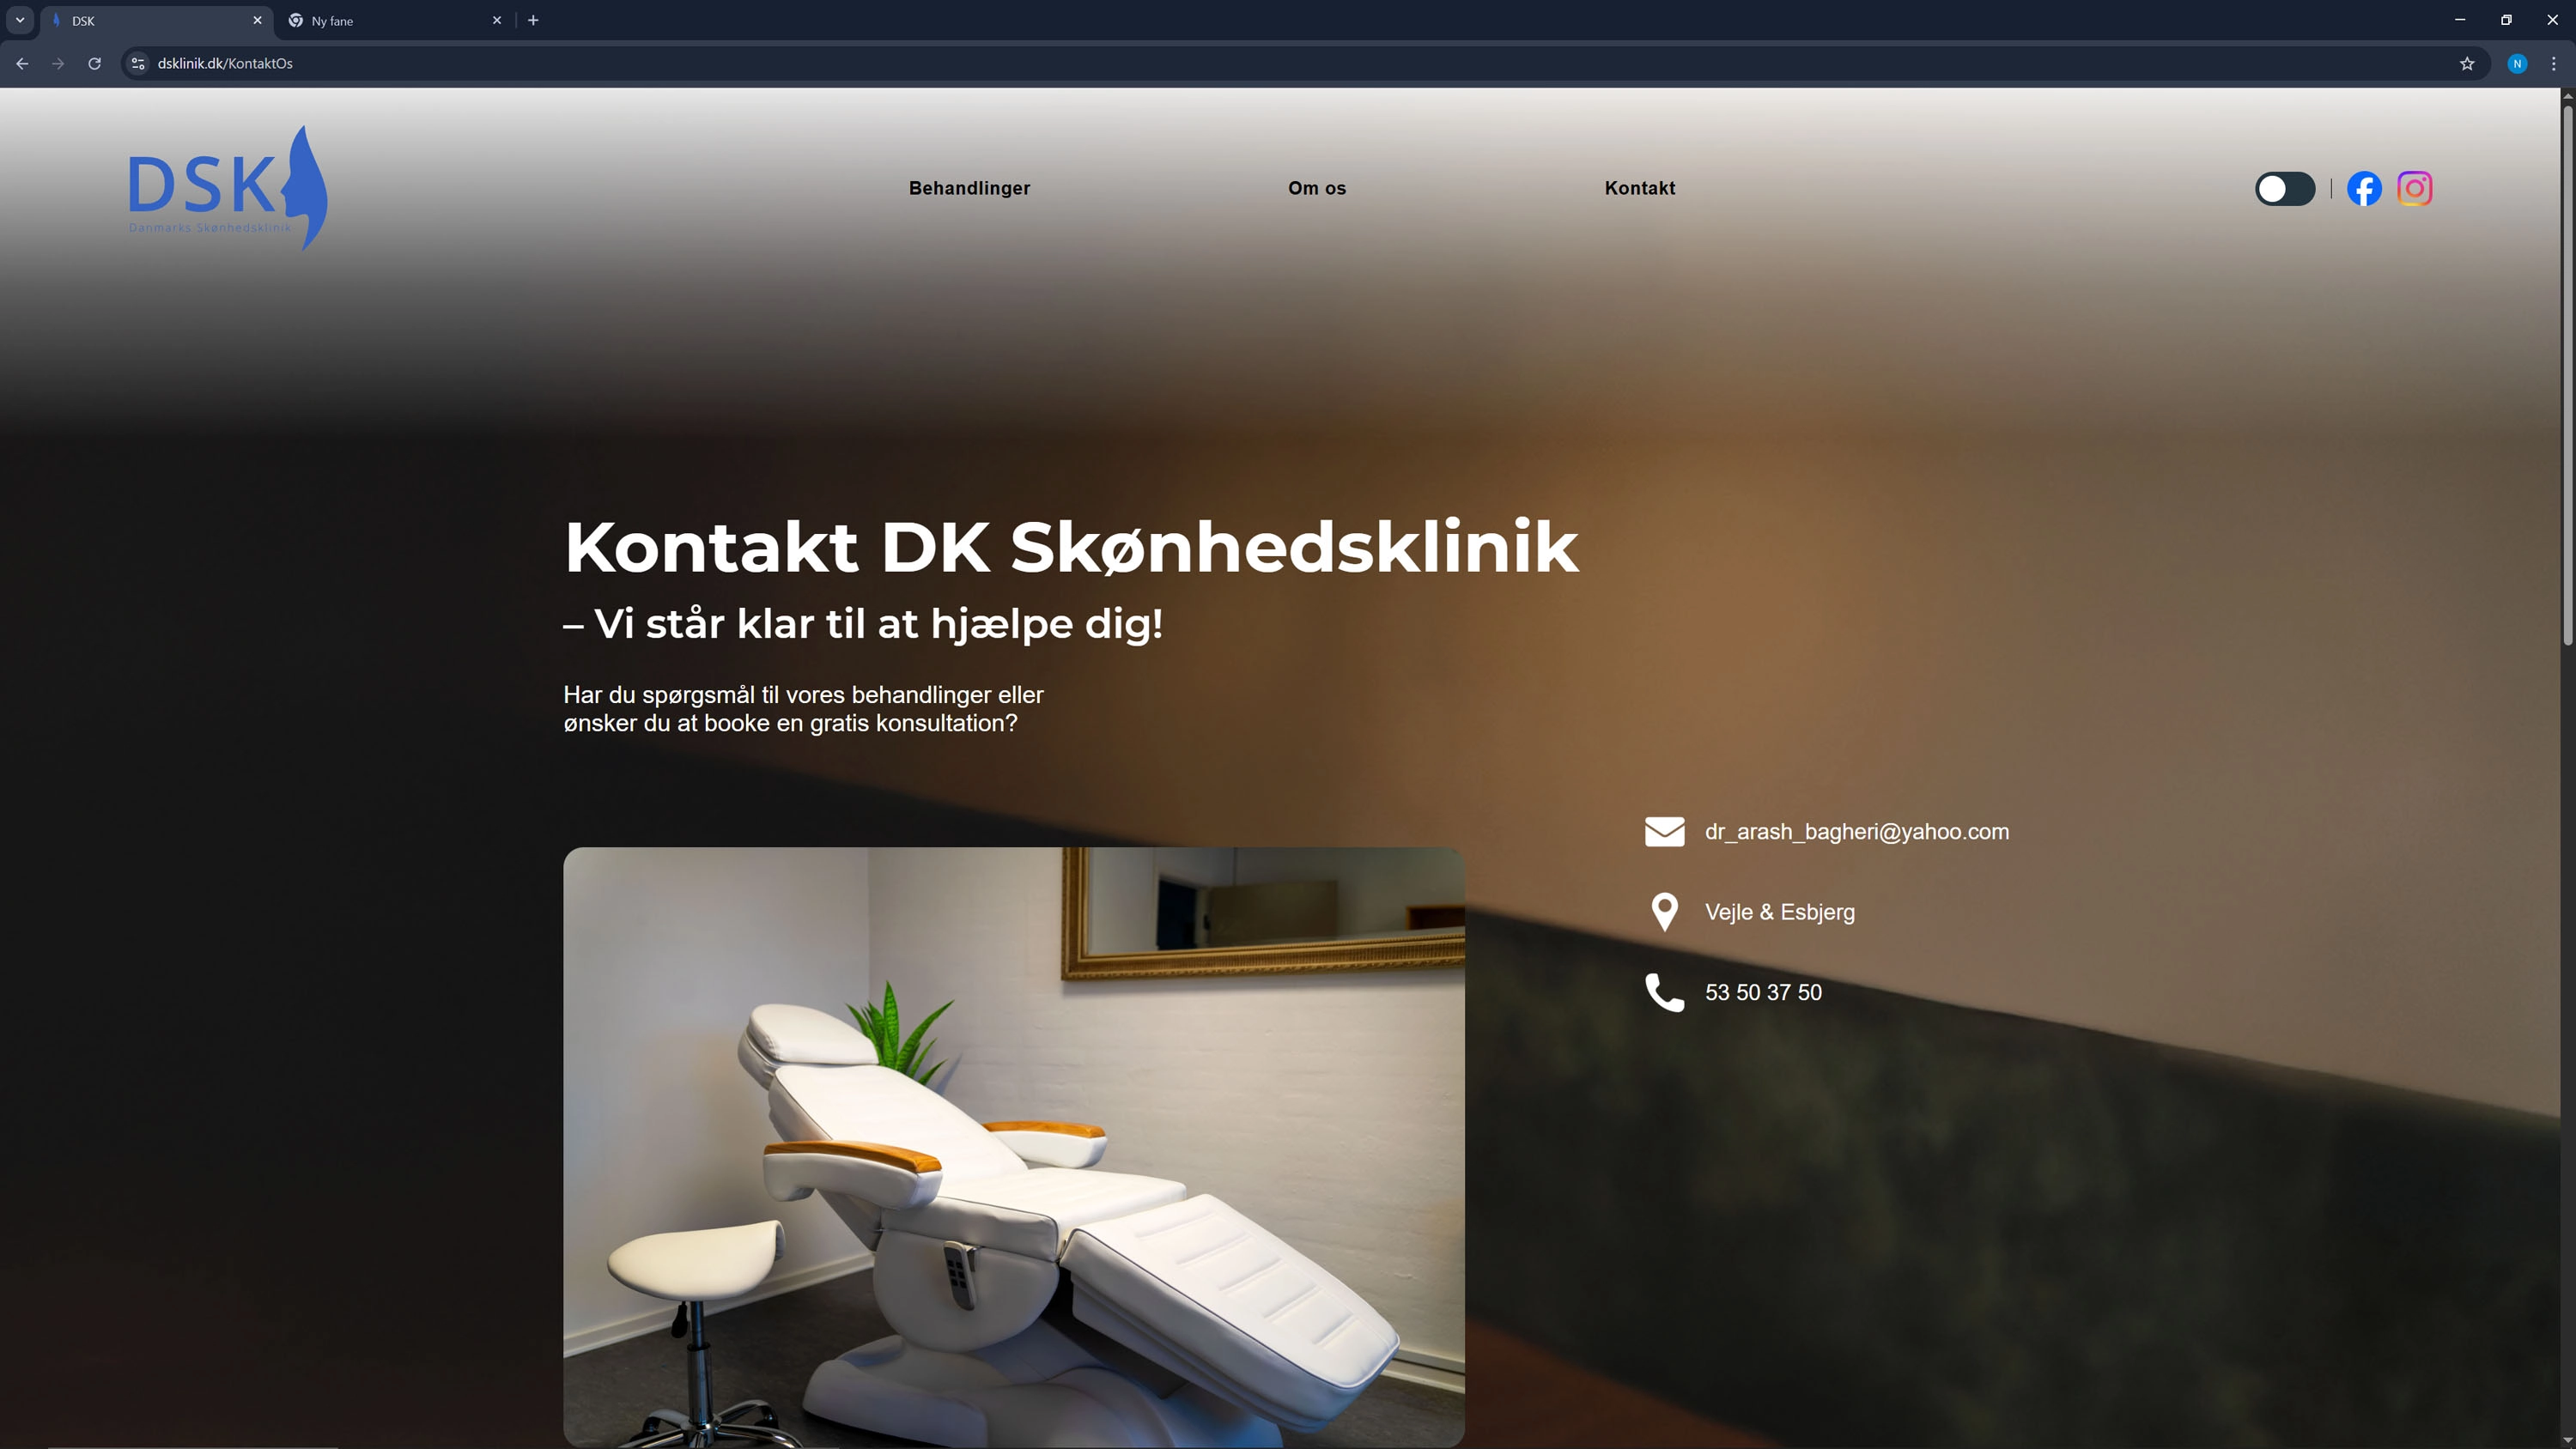 DSK
Ny fane
dsklinik.dk/KontaktOs
N
DSK
Danmarks Skønhedsklinik
Behandlinger
Om os
Kontakt
Kontakt DK Skønhedsklinik
– Vi står klar til at hjælpe dig!
Har du spørgsmål til vores behandlinger eller
ønsker du at booke en gratis konsultation?
dr_arash_bagheri@yahoo.com
Vejle & Esbjerg
53 50 37 50